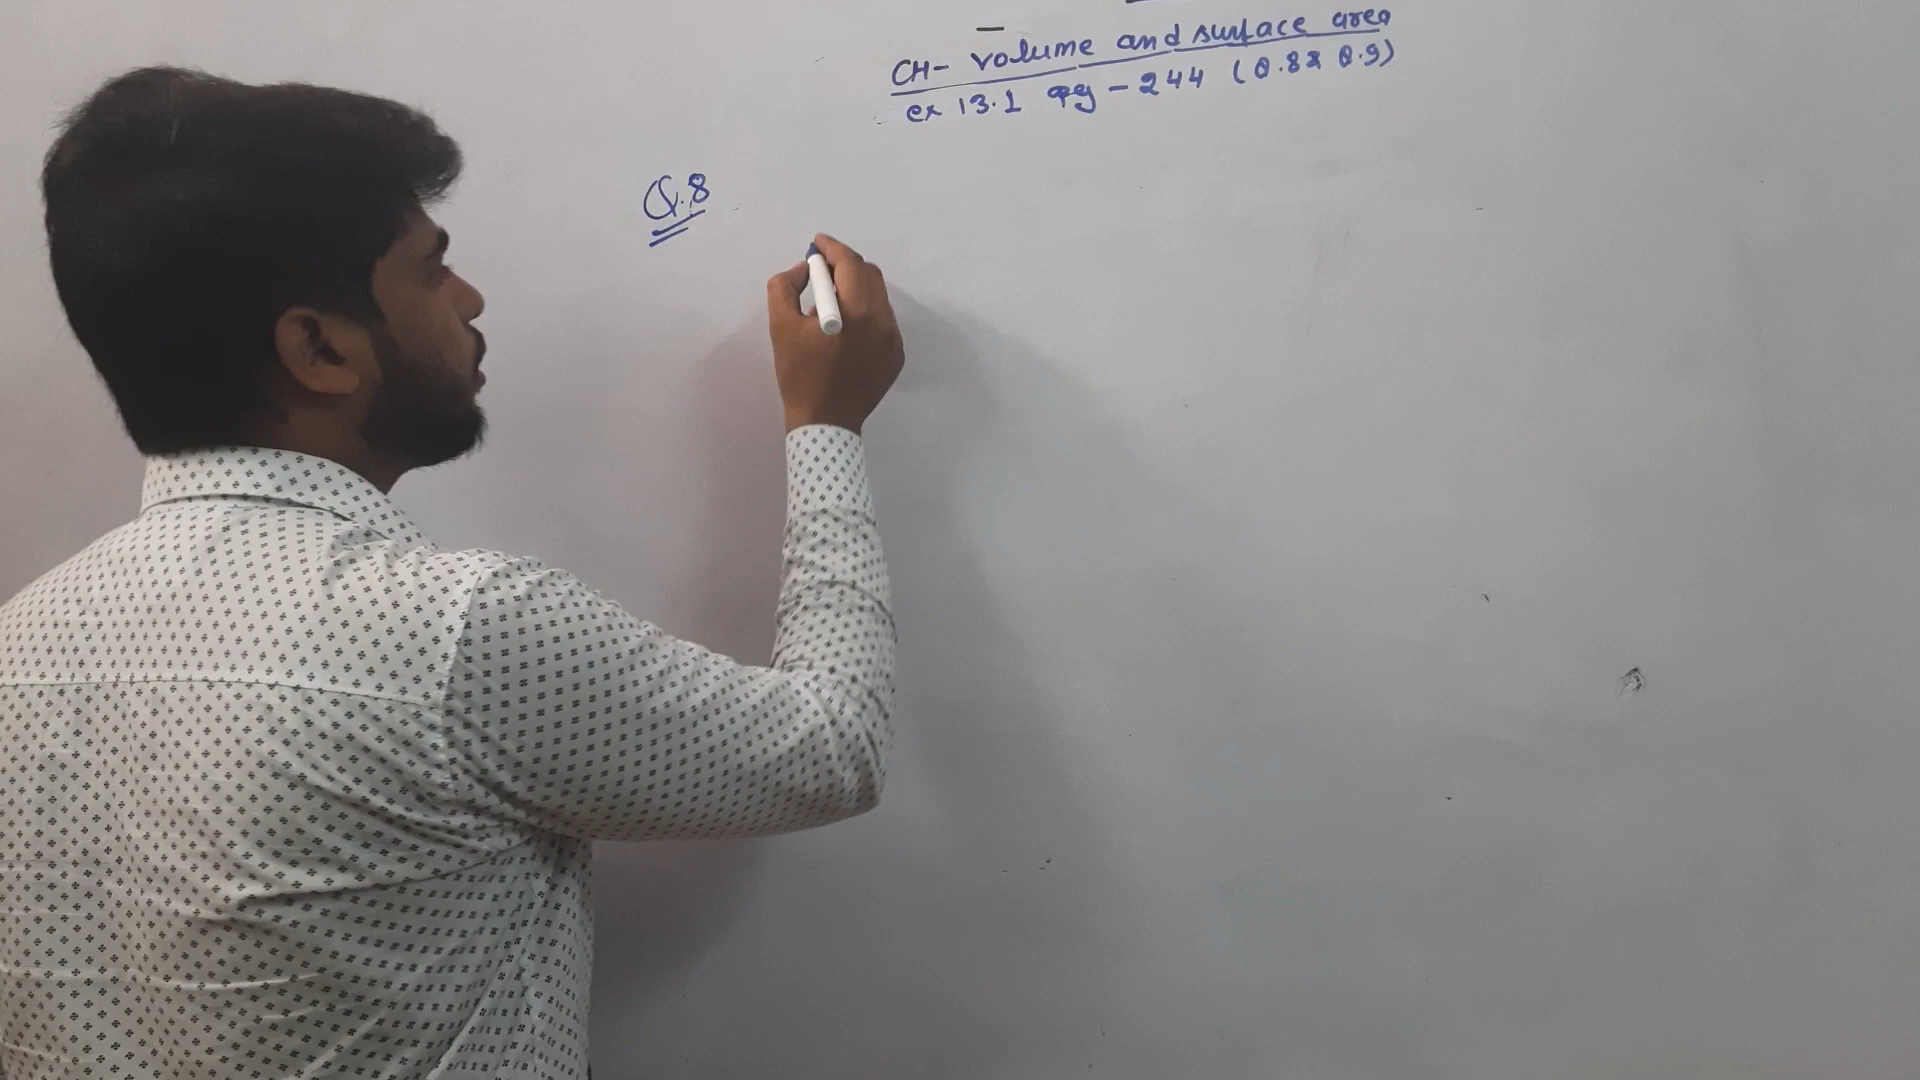 CH- volume and surface area
ex 13.1 pg - 244 (Q.8 & Q.9)
Q.8